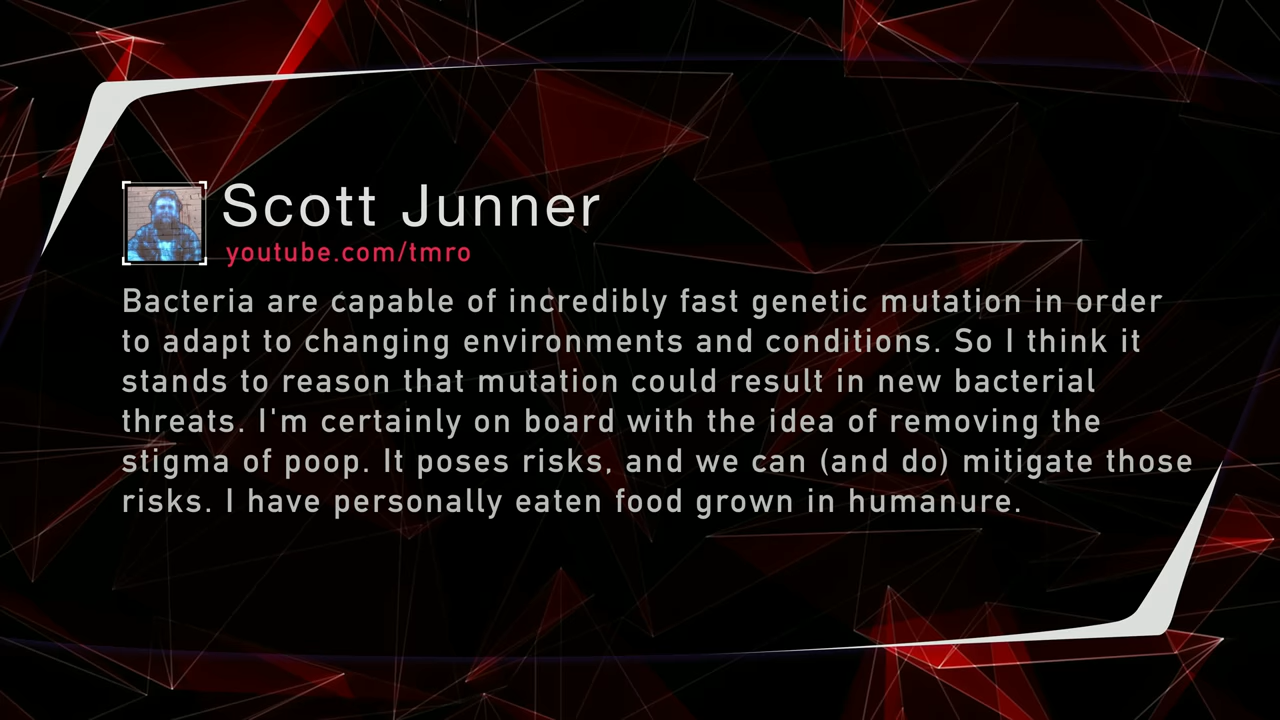 Scott Junner
youtube.com/tmro
Bacteria are capable of incredibly fast genetic mutation in order
to adapt to changing environments and conditions. So I think it
stands to reason that mutation could result in new bacterial
threats. I'm certainly on board with the idea of removing the
stigma of poop. It poses risks, and we can (and do) mitigate those
risks. I have personally eaten food grown in humanure.